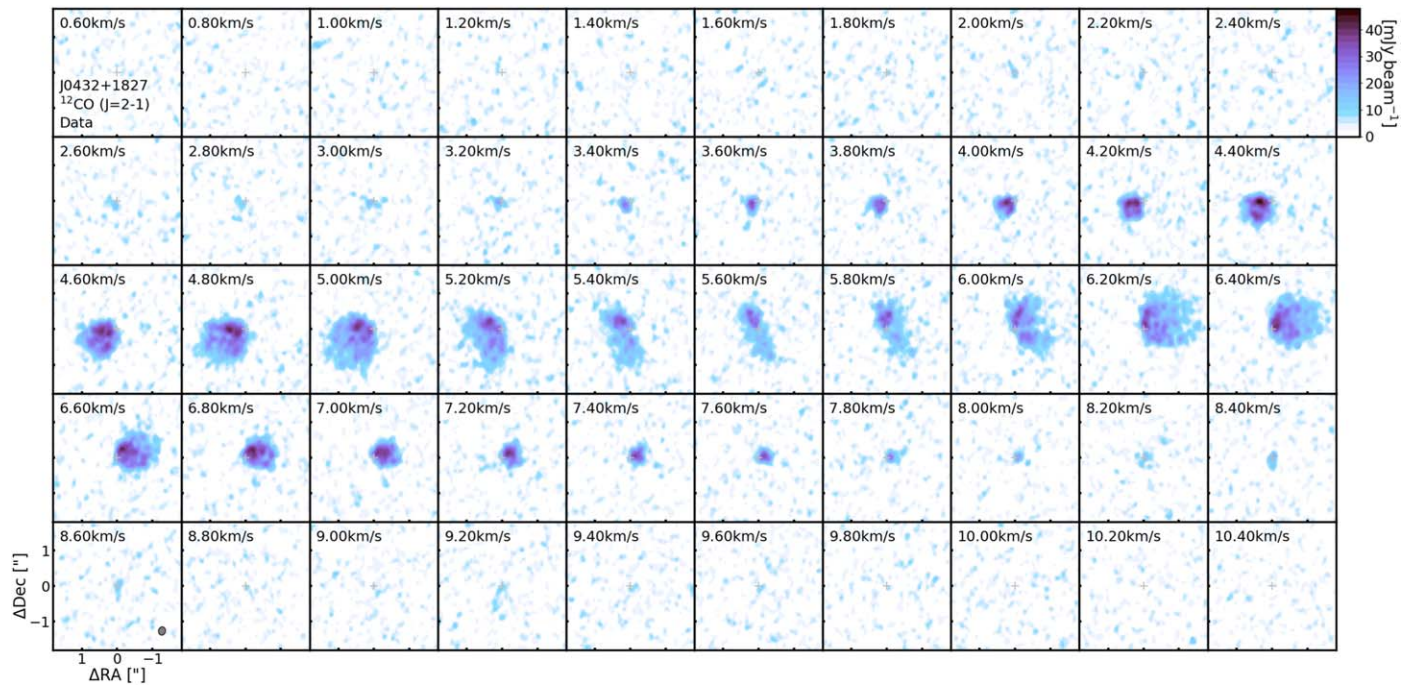 0.60km/s 0.80km/s 1.00km/s 1.20km/s 1.40km/s 1.60km/s 1.80km/s 2.00km/s 2.20km/s 2.40km/s
J0432+1827
¹²CO (J=2-1)
Data
40
30
20
10
0
[mJy beam⁻¹]
2.60km/s 2.80km/s 3.00km/s 3.20km/s 3.40km/s 3.60km/s 3.80km/s 4.00km/s 4.20km/s 4.40km/s
4.60km/s 4.80km/s 5.00km/s 5.20km/s 5.40km/s 5.60km/s 5.80km/s 6.00km/s 6.20km/s 6.40km/s
6.60km/s 6.80km/s 7.00km/s 7.20km/s 7.40km/s 7.60km/s 7.80km/s 8.00km/s 8.20km/s 8.40km/s
8.60km/s 8.80km/s 9.00km/s 9.20km/s 9.40km/s 9.60km/s 9.80km/s 10.00km/s 10.20km/s 10.40km/s
1
0
−1
ΔDec ["]
1 0 −1
ΔRA ["]